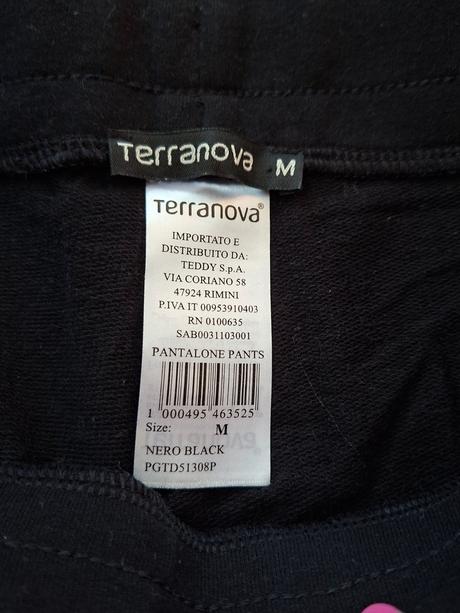 Terranova M
Terranova®
IMPORTATO E
DISTRIBUITO DA:
TEDDY S.p.A.
VIA CORIANO 58
47924 RIMINI
P.IVA IT 00953910403
RN 0100635
SAB0031103001
PANTALONE PANTS
1 000495 463525
Size: M
NERO BLACK
PGTD51308P